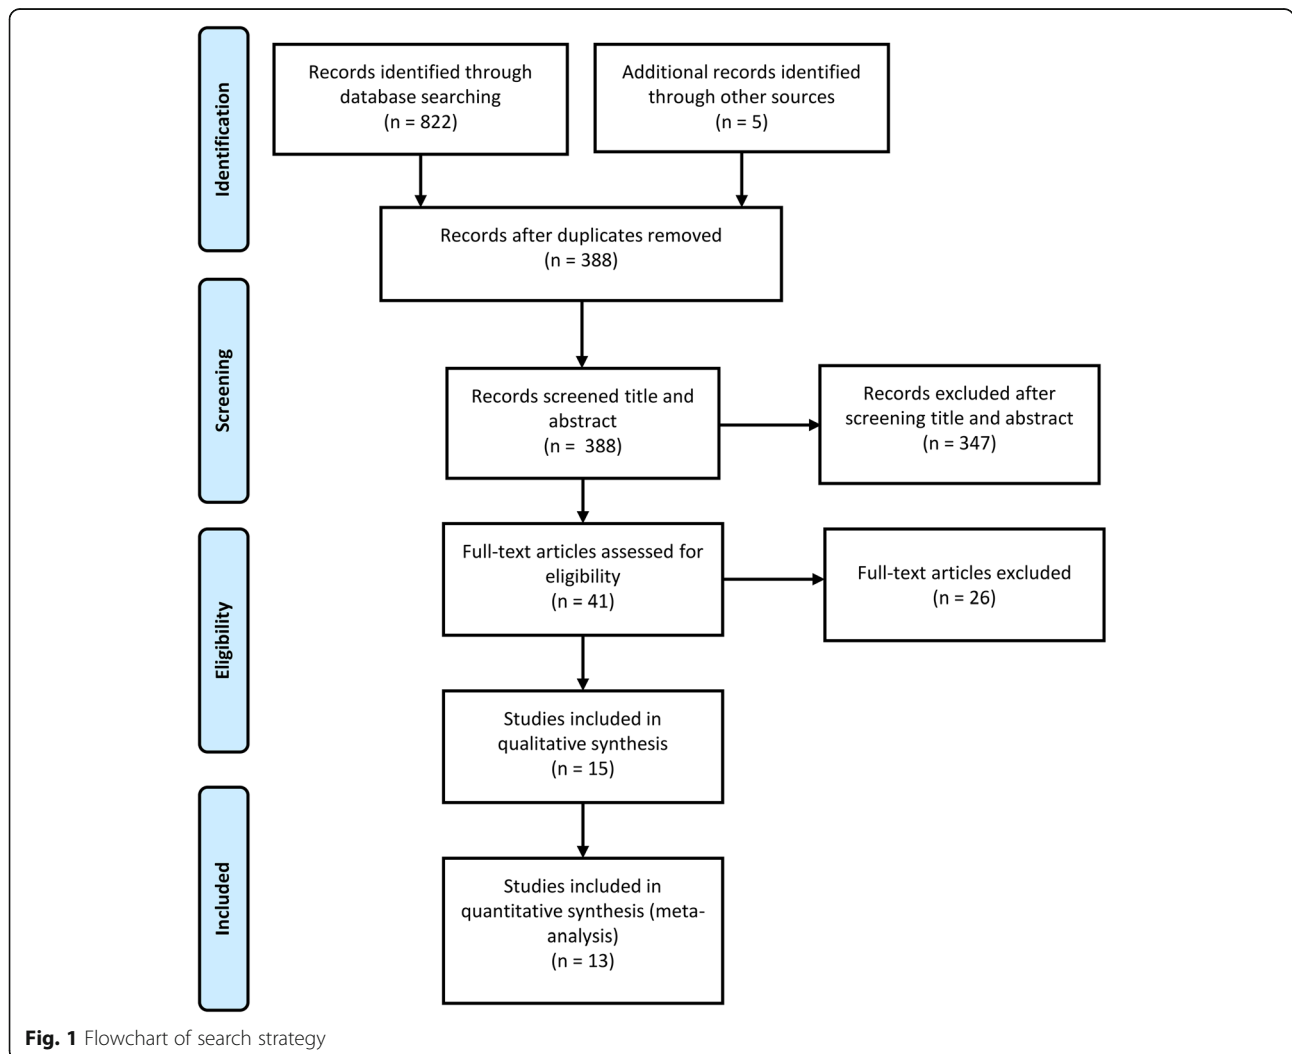 Identification
Records identified through
database searching
(n = 822)
Additional records identified
through other sources
(n = 5)
Records after duplicates removed
(n = 388)
Screening
Records screened title and
abstract
(n =  388)
Records excluded after
screening title and abstract
(n = 347)
Eligibility
Full-text articles assessed for
eligibility
(n = 41)
Full-text articles excluded
(n = 26)
Studies included in
qualitative synthesis
(n = 15)
Included
Studies included in
quantitative synthesis (meta-
analysis)
(n = 13)
Fig. 1 Flowchart of search strategy